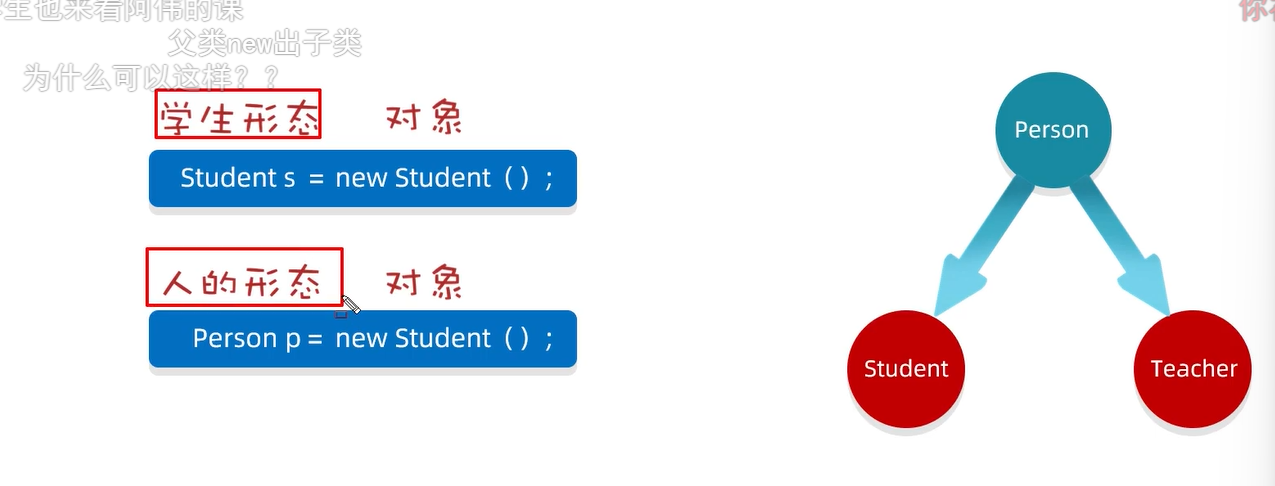 生也来看阿伟的课
父类new出子类
为什么可以这样？？
学生形态 对象
Student s = new Student () ;
人的形态 对象
Person p = new Student () ;
Person
Student
Teacher